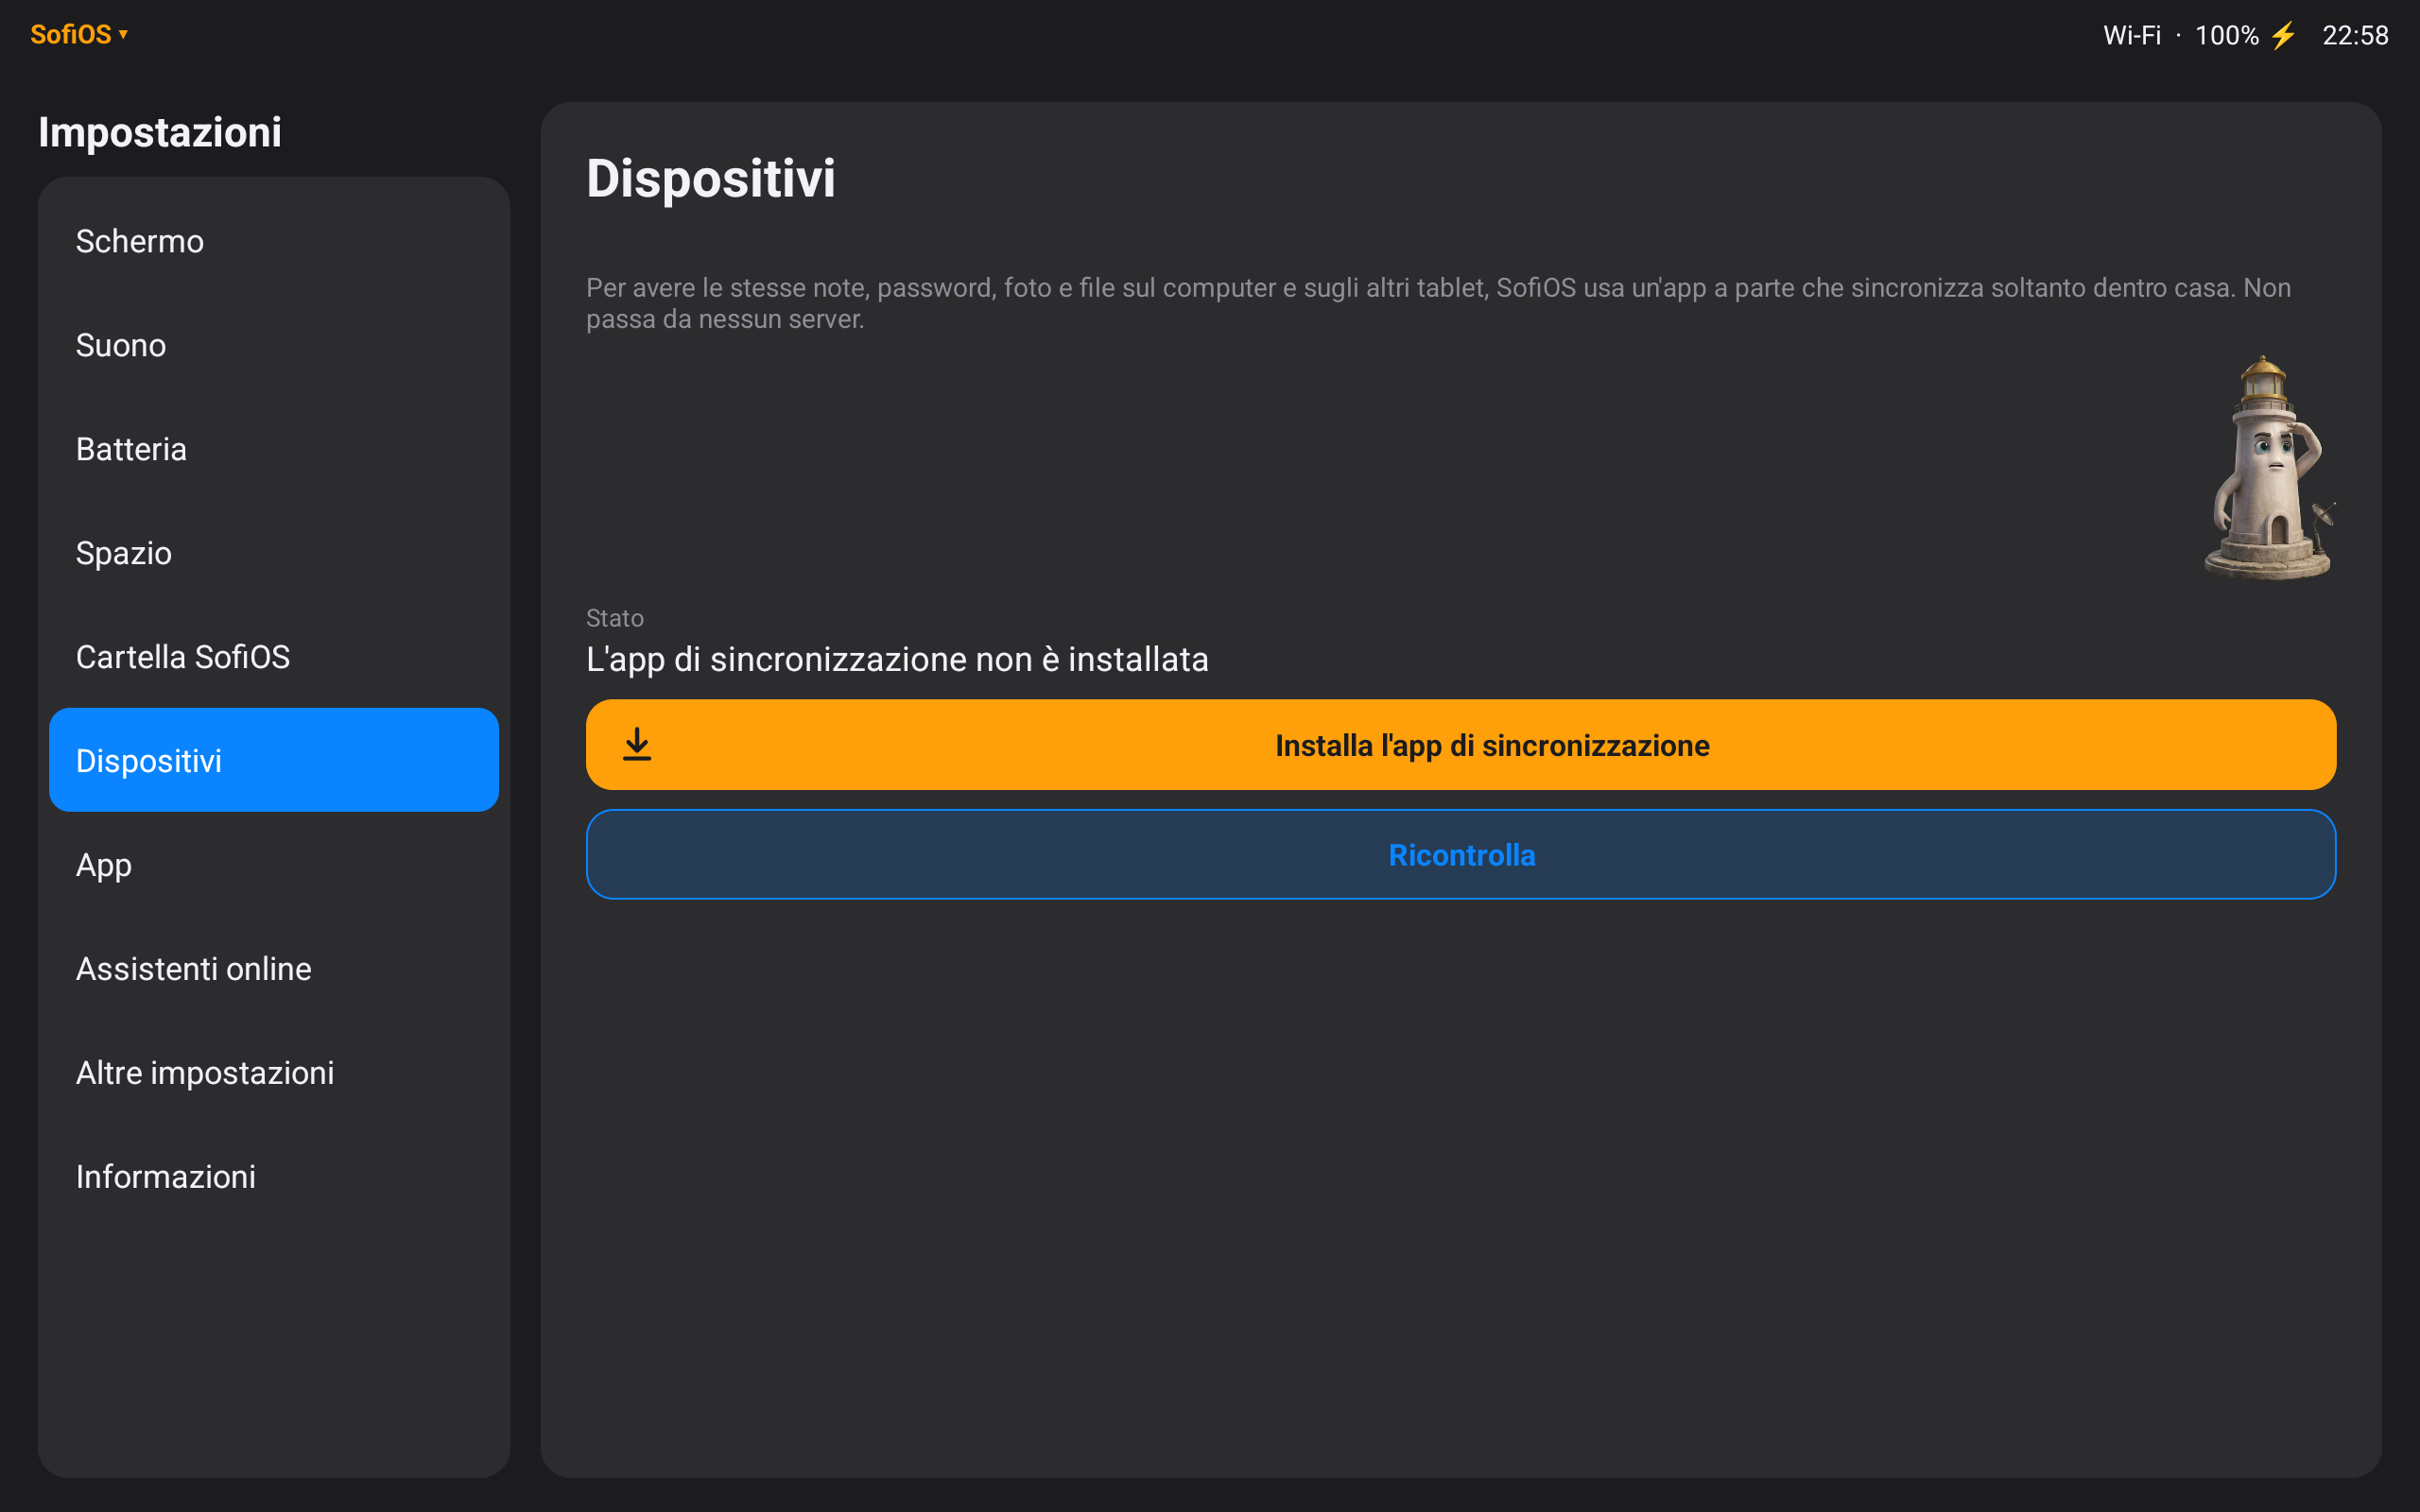 SofiOS ▾
Wi-Fi · 100% ⚡ 22:58
Impostazioni
Schermo
Suono
Batteria
Spazio
Cartella SofiOS
Dispositivi
App
Assistenti online
Altre impostazioni
Informazioni
Dispositivi
Per avere le stesse note, password, foto e file sul computer e sugli altri tablet, SofiOS usa un'app a parte che sincronizza soltanto dentro casa. Non
passa da nessun server.
Stato
L'app di sincronizzazione non è installata
Installa l'app di sincronizzazione
Ricontrolla